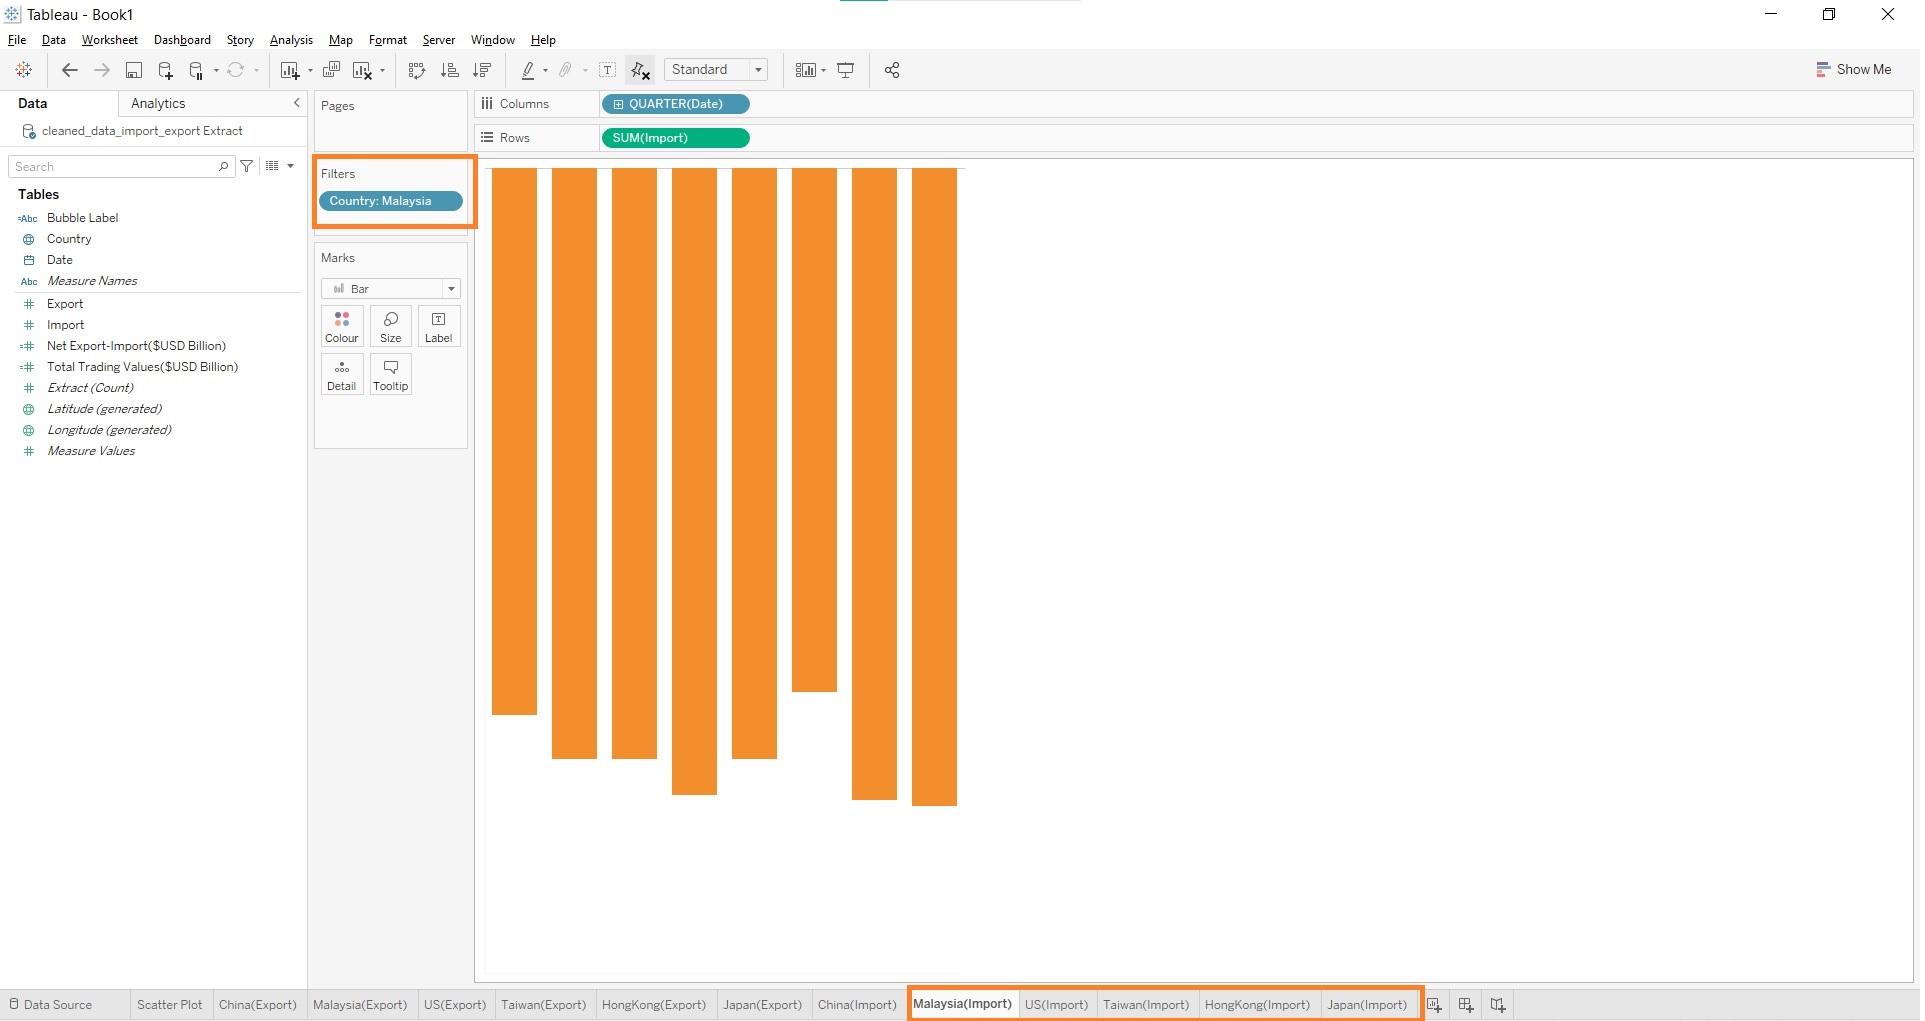 Tableau - Book1
File Data Worksheet Dashboard Story Analysis Map Format Server Window Help
Standard
Show Me
Data Analytics
cleaned_data_import_export Extract
Search
Tables
Abc Bubble Label
Country
Date
Abc Measure Names
Export
Import
Net Export-Import($USD Billion)
Total Trading Values($USD Billion)
Extract (Count)
Latitude (generated)
Longitude (generated)
Measure Values
Pages
Filters
Country: Malaysia
Marks
Bar
Colour Size Label
Detail Tooltip
Columns QUARTER(Date)
Rows SUM(Import)
Data Source Scatter Plot China(Export) Malaysia(Export) US(Export) Taiwan(Export) HongKong(Export) Japan(Export) China(Import) Malaysia(Import) US(Import) Taiwan(Import) HongKong(Import) Japan(Import)